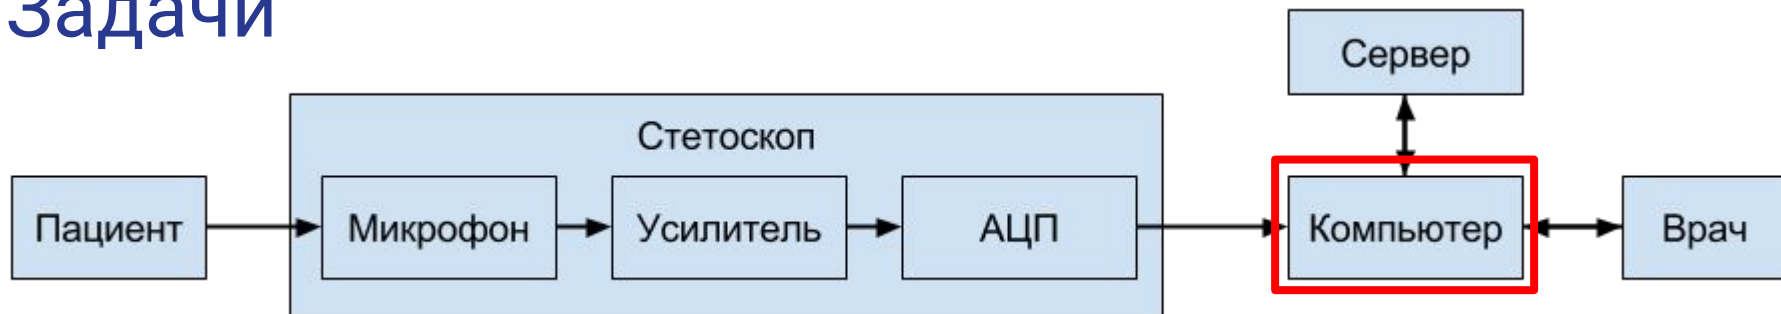 Задачи
Сервер
Стетоскоп
Пациент
Микрофон
Усилитель
АЦП
Компьютер
Врач